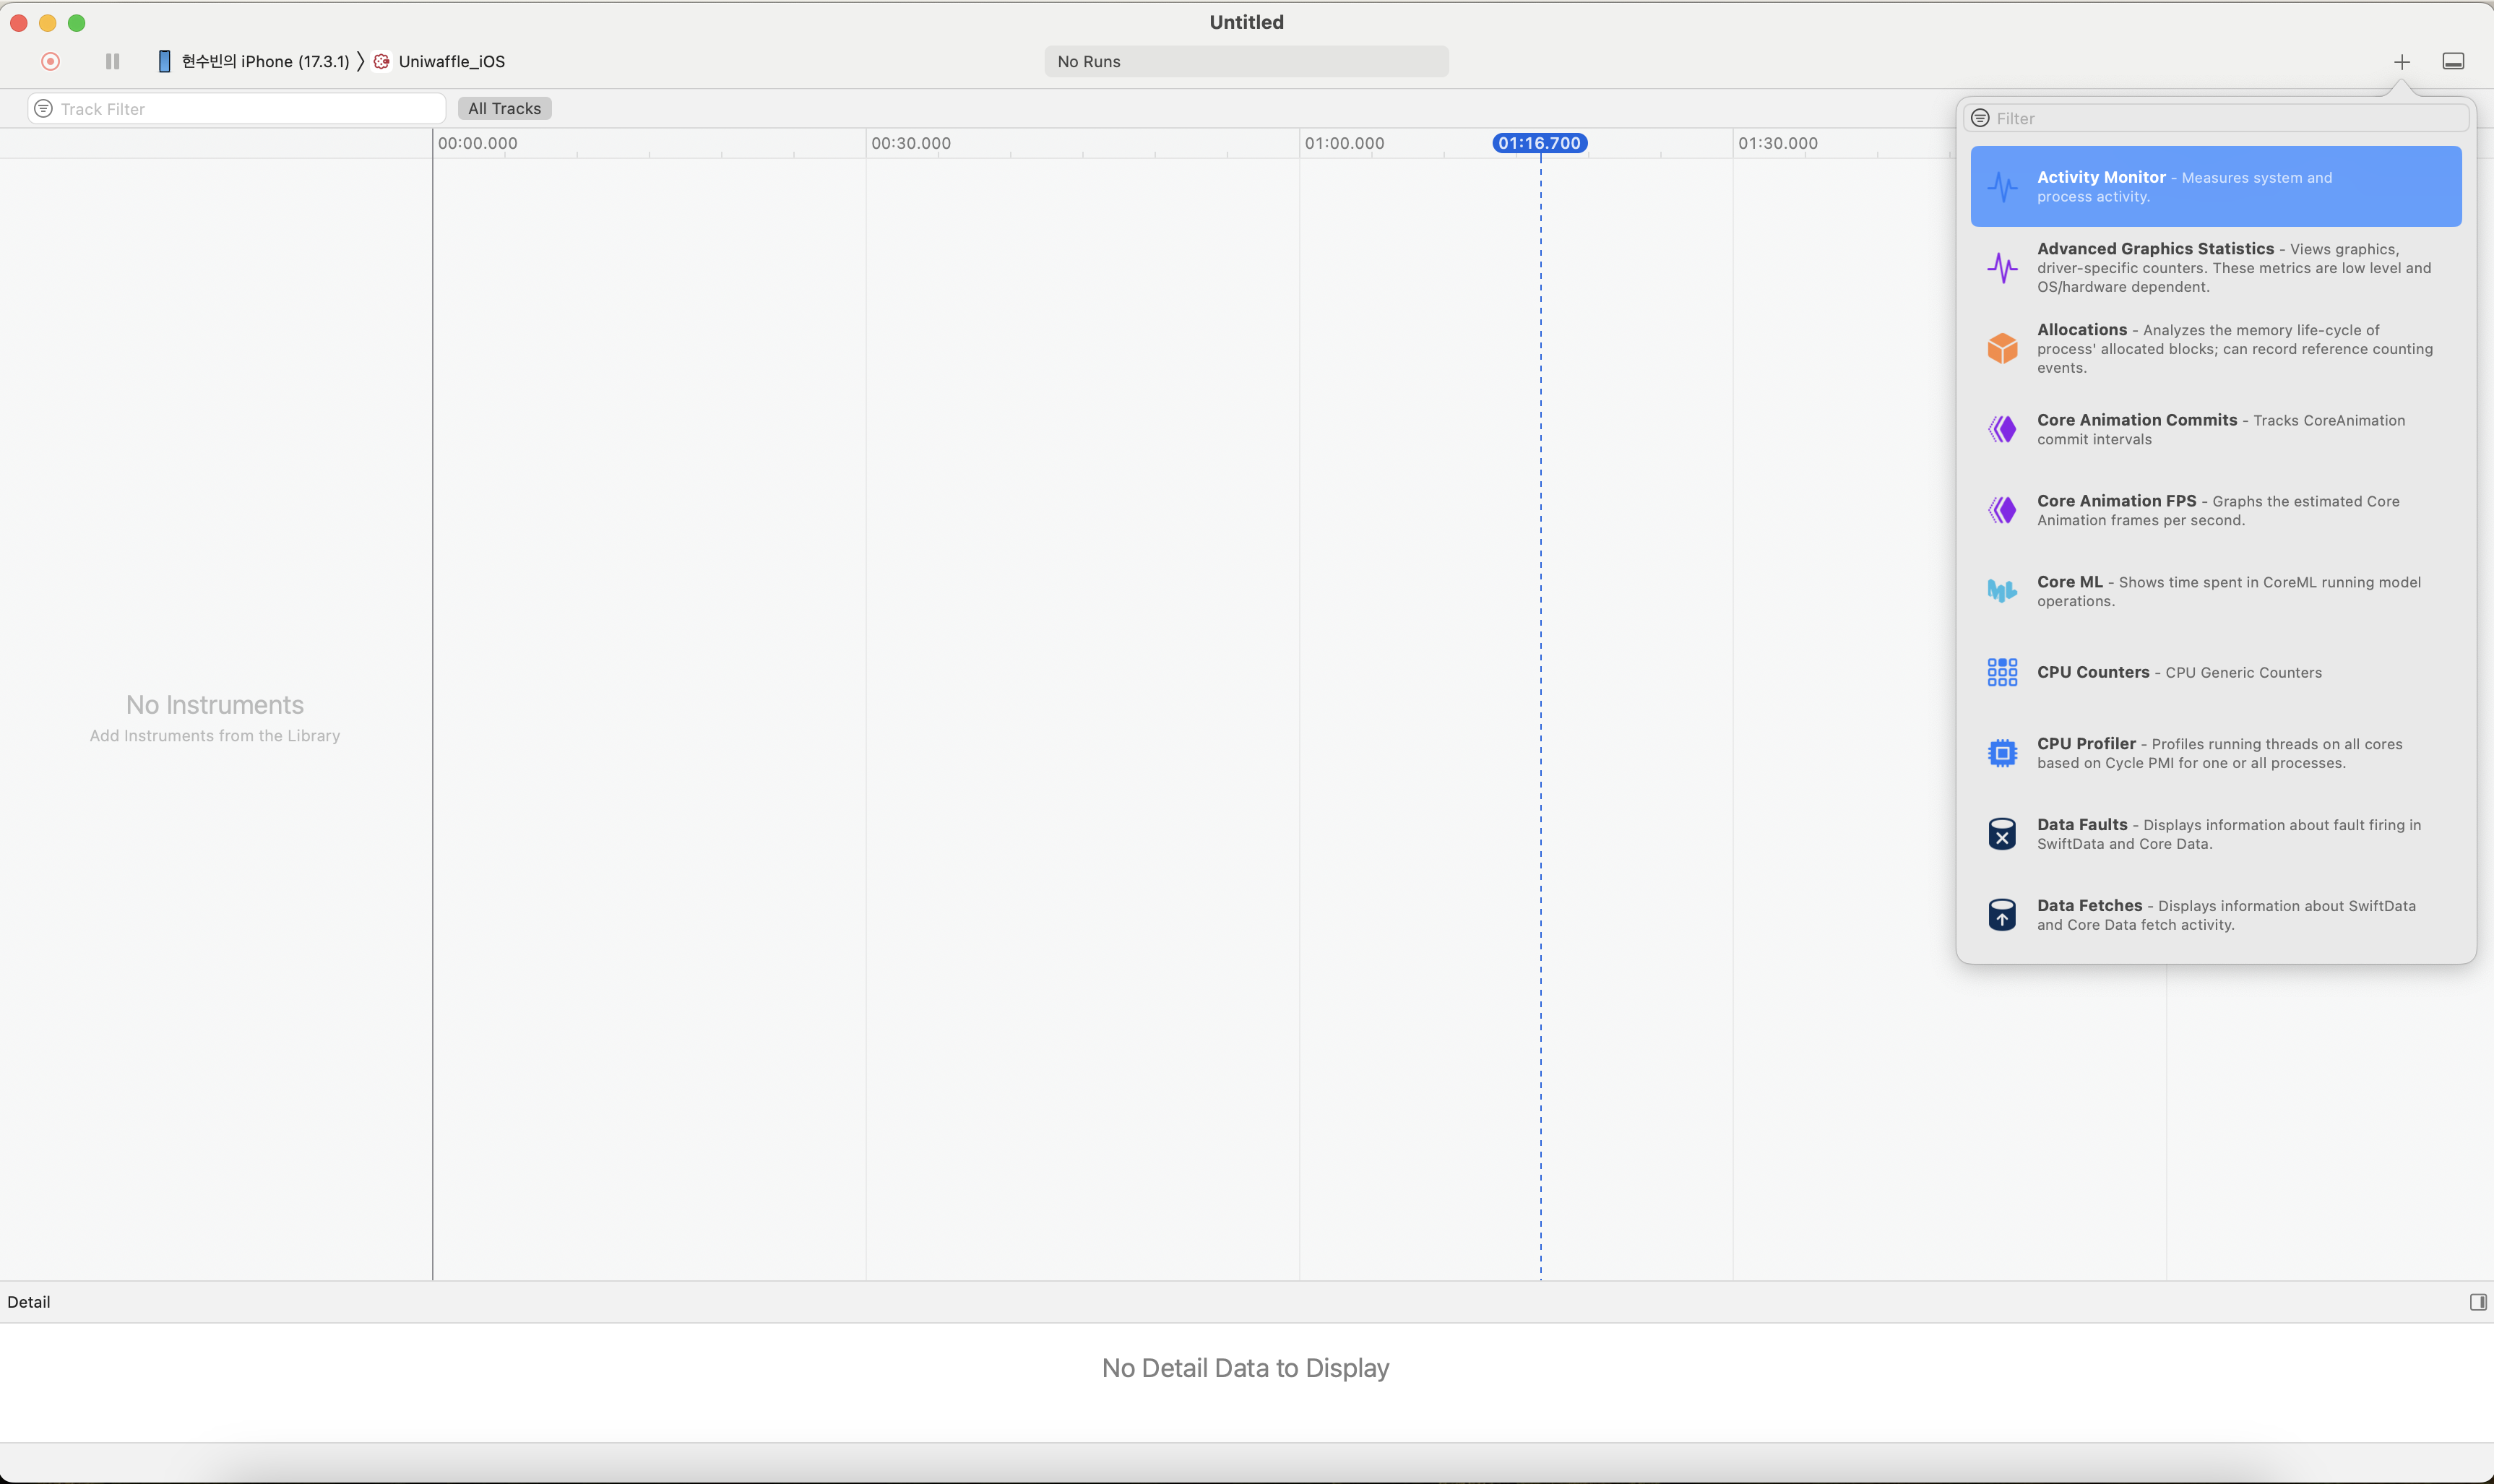 Untitled
현수빈의 iPhone (17.3.1) 〉 Uniwaffle_iOS
No Runs
Track Filter
All Tracks
00:00.000
00:30.000
01:00.000
01:16.700
01:30.000
Filter
Activity Monitor - Measures system and
process activity.
Advanced Graphics Statistics - Views graphics,
driver-specific counters. These metrics are low level and
OS/hardware dependent.
Allocations - Analyzes the memory life-cycle of
process' allocated blocks; can record reference counting
events.
Core Animation Commits - Tracks CoreAnimation
commit intervals
Core Animation FPS - Graphs the estimated Core
Animation frames per second.
Core ML - Shows time spent in CoreML running model
operations.
CPU Counters - CPU Generic Counters
CPU Profiler - Profiles running threads on all cores
based on Cycle PMI for one or all processes.
Data Faults - Displays information about fault firing in
SwiftData and Core Data.
Data Fetches - Displays information about SwiftData
and Core Data fetch activity.
No Instruments
Add Instruments from the Library
Detail
No Detail Data to Display